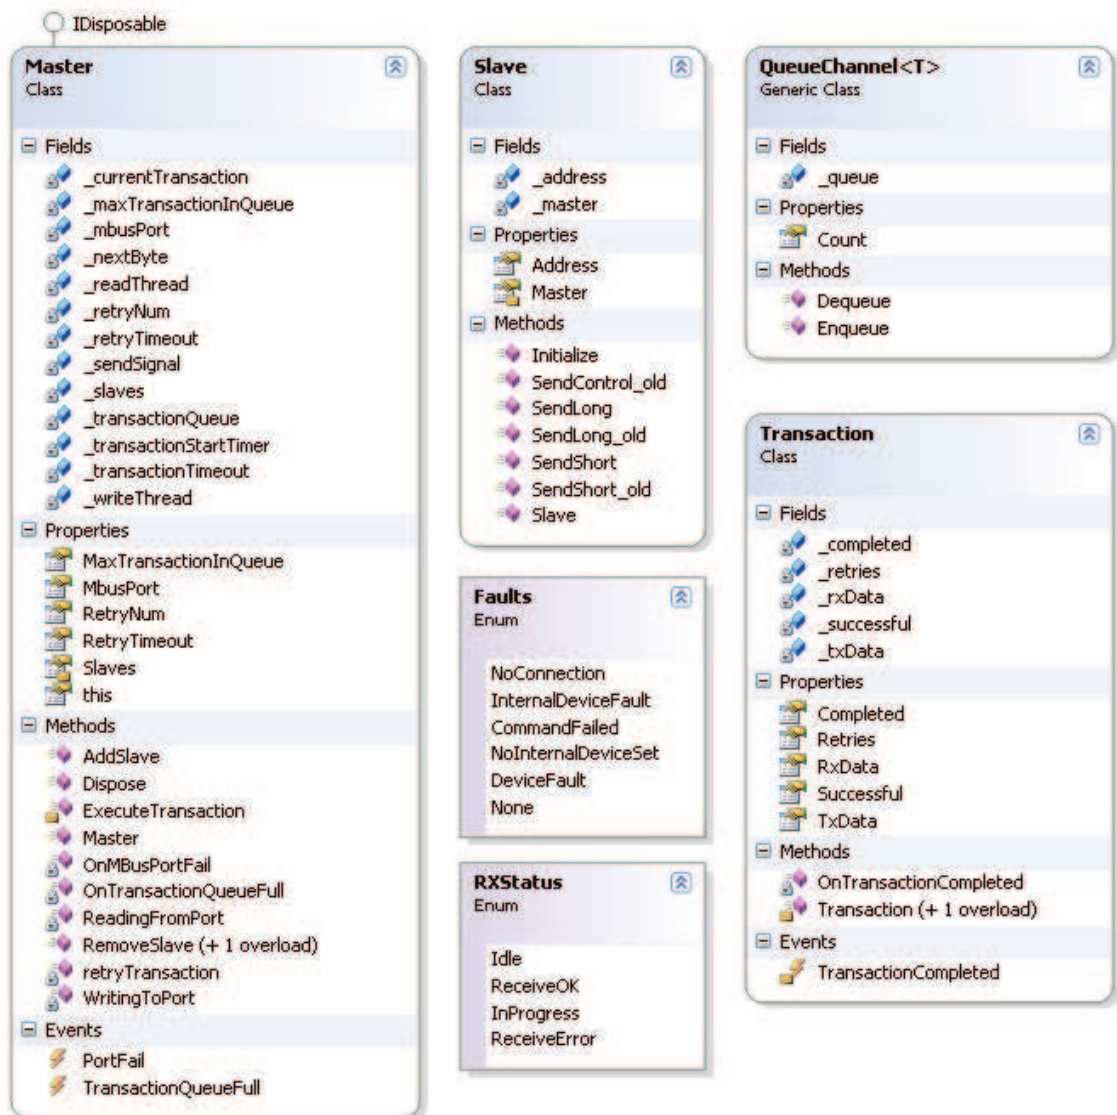 IDisposable
Master
Class
Fields
_currentTransaction
_maxTransactionInQueue
_mbusPort
_nextByte
_readThread
_retryNum
_retryTimeout
_sendSignal
_slaves
_transactionQueue
_transactionStartTimer
_transactionTimeout
_writeThread
Properties
MaxTransactionInQueue
MbusPort
RetryNum
RetryTimeout
Slaves
this
Methods
AddSlave
Dispose
ExecuteTransaction
Master
OnMBusPortFail
OnTransactionQueueFull
ReadingFromPort
RemoveSlave (+ 1 overload)
retryTransaction
WritingToPort
Events
PortFail
TransactionQueueFull
Slave
Class
Fields
_address
_master
Properties
Address
Master
Methods
Initialize
SendControl_old
SendLong
SendLong_old
SendShort
SendShort_old
Slave
Faults
Enum
NoConnection
InternalDeviceFault
CommandFailed
NoInternalDeviceSet
DeviceFault
None
RXStatus
Enum
Idle
ReceiveOK
InProgress
ReceiveError
QueueChannel<T>
Generic Class
Fields
_queue
Properties
Count
Methods
Dequeue
Enqueue
Transaction
Class
Fields
_completed
_retries
_rxData
_successful
_txData
Properties
Completed
Retries
RxData
Successful
TxData
Methods
OnTransactionCompleted
Transaction (+ 1 overload)
Events
TransactionCompleted